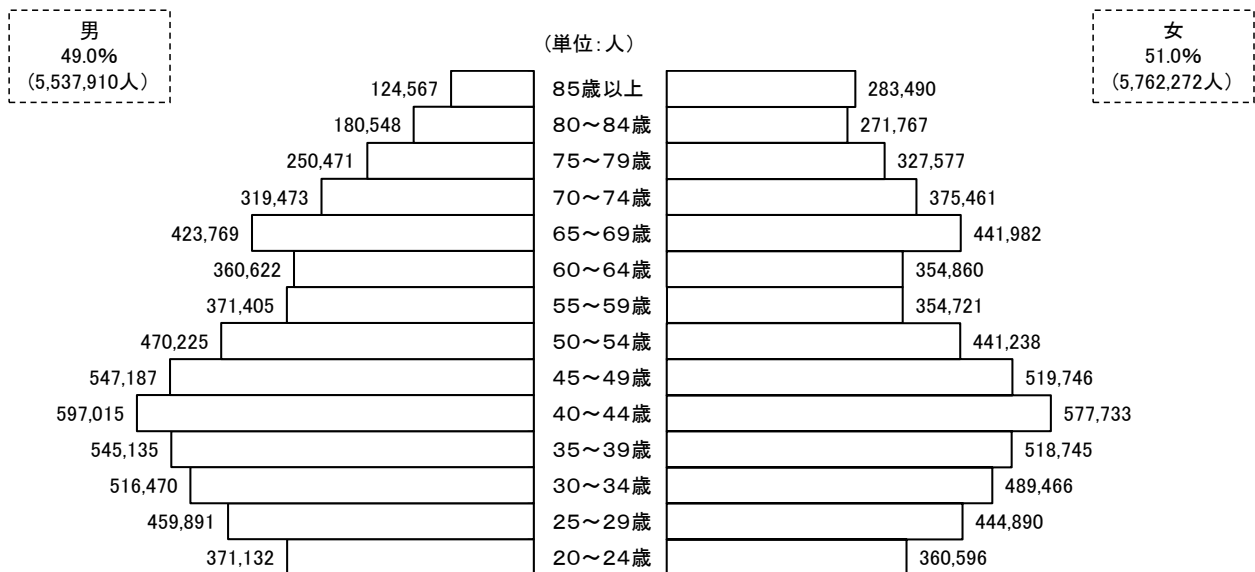 男
49.0%
(5,537,910人)
(単位:人)
女
51.0%
(5,762,272人)
124,567 85歳以上 283,490
180,548 80～84歳 271,767
250,471 75～79歳 327,577
319,473 70～74歳 375,461
423,769 65～69歳 441,982
360,622 60～64歳 354,860
371,405 55～59歳 354,721
470,225 50～54歳 441,238
547,187 45～49歳 519,746
597,015 40～44歳 577,733
545,135 35～39歳 518,745
516,470 30～34歳 489,466
459,891 25～29歳 444,890
371,132 20～24歳 360,596